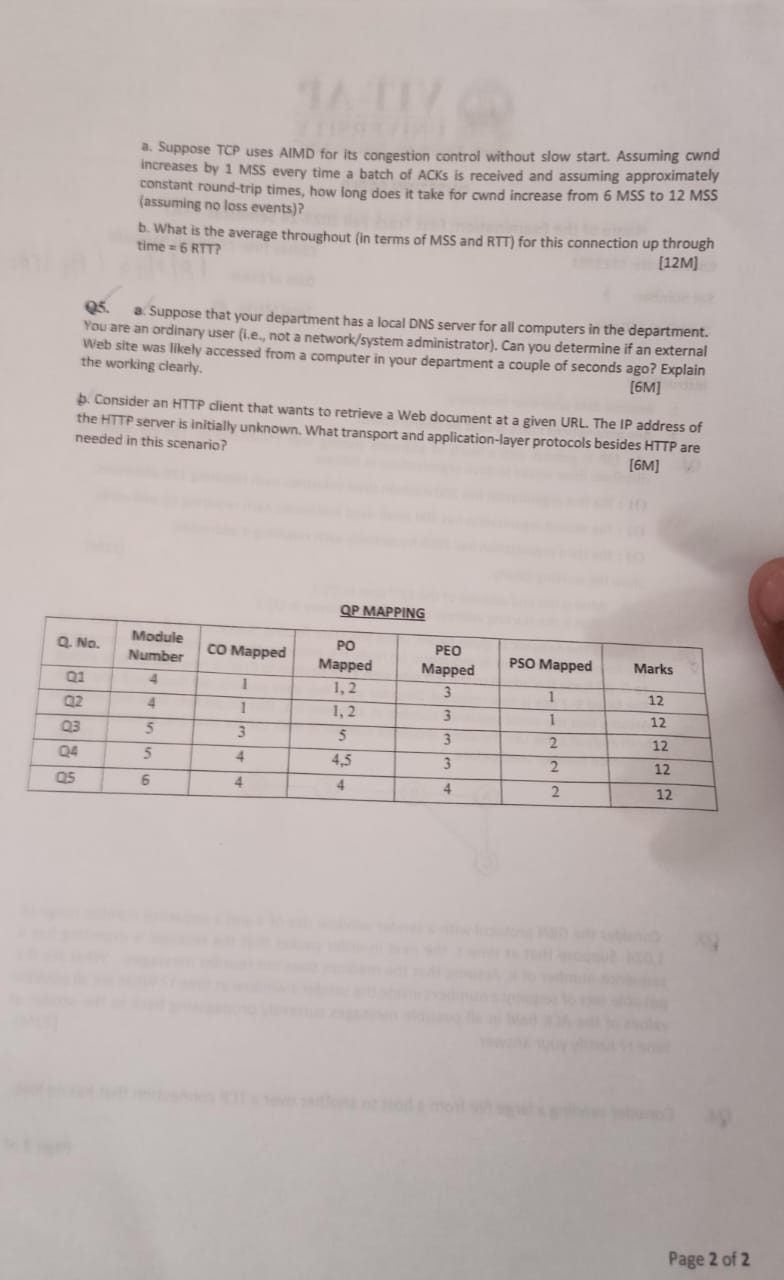 a. Suppose TCP uses AIMD for its congestion control without slow start. Assuming cwnd
increases by 1 MSS every time a batch of ACKs is received and assuming approximately
constant round-trip times, how long does it take for cwnd increase from 6 MSS to 12 MSS
(assuming no loss events)?
b. What is the average throughout (in terms of MSS and RTT) for this connection up through
time = 6 RTT?
[12M]
Q5. a. Suppose that your department has a local DNS server for all computers in the department.
You are an ordinary user (i.e., not a network/system administrator). Can you determine if an external
Web site was likely accessed from a computer in your department a couple of seconds ago? Explain
the working clearly.
[6M]
b. Consider an HTTP client that wants to retrieve a Web document at a given URL. The IP address of
the HTTP server is initially unknown. What transport and application-layer protocols besides HTTP are
needed in this scenario?
[6M]
QP MAPPING
Q. No. Module Number CO Mapped PO Mapped PEO Mapped PSO Mapped Marks
Q1 4 1 1, 2 3 1 12
Q2 4 1 1, 2 3 1 12
Q3 5 3 5 3 2 12
Q4 5 4 4,5 3 2 12
Q5 6 4 4 4 2 12
Page 2 of 2